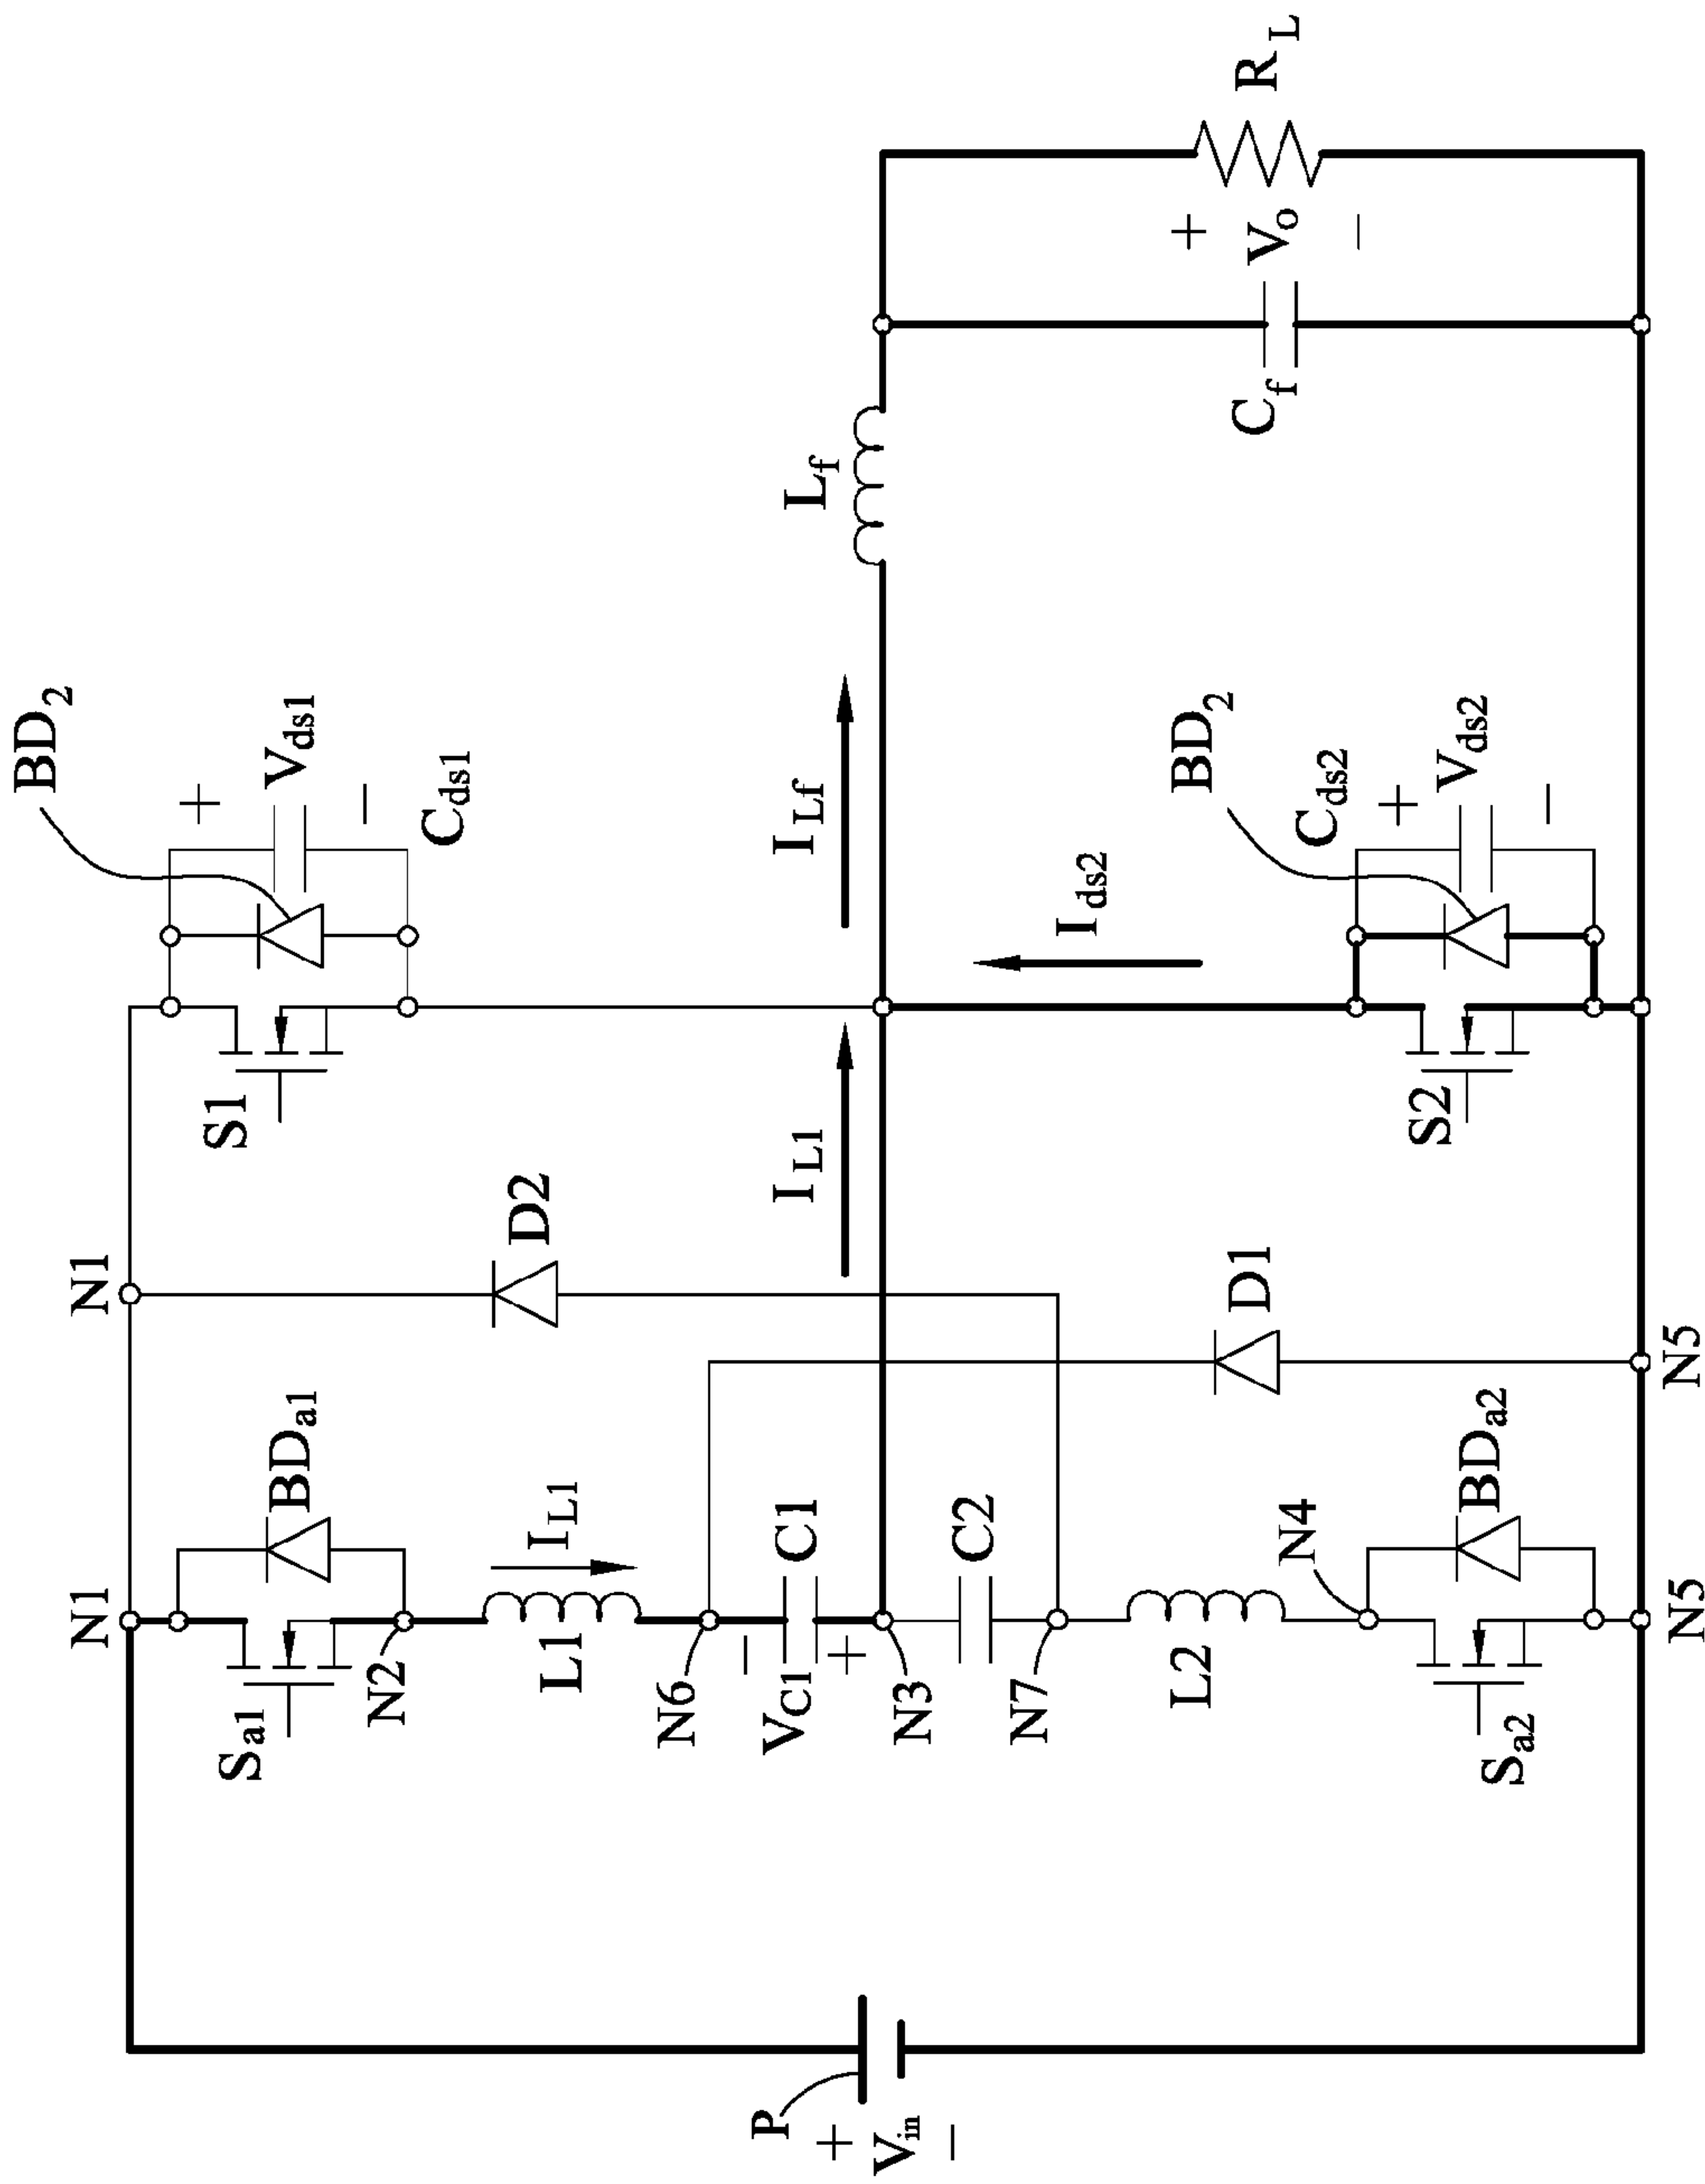 BD2
N1
N1
+
Vds1
−
Cds1
S1
Sa1
BDa1
N2
D2
L1
IL1
IL1
ILf
Lf
N6
−
VC1
+
C1
N3
C2
N7
Ids2
BD2
Cds2
+
Vds2
−
S2
D1
N4
L2
Sa2
BDa2
N5
N5
P
+
Vin
−
Cf
+
Vo
−
RL